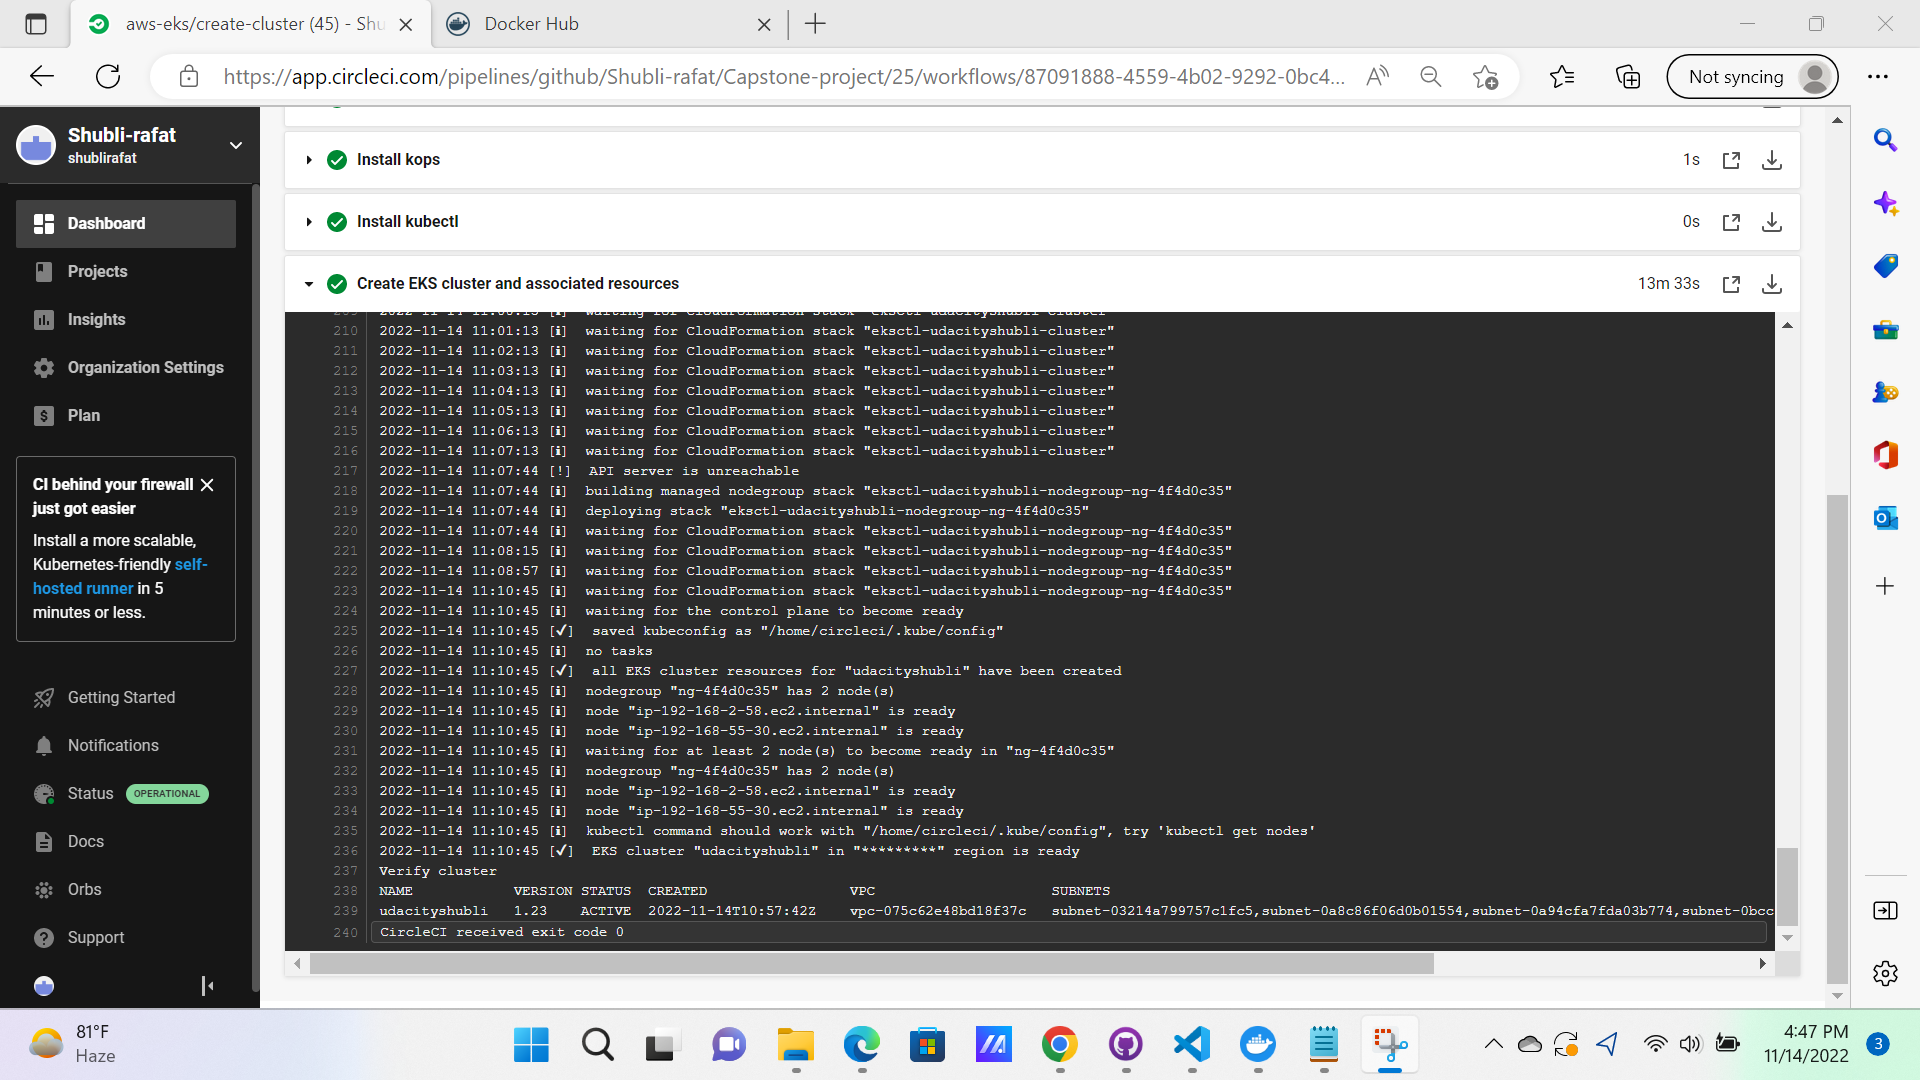 aws-eks/create-cluster (45) - Shu
Docker Hub
https://app.circleci.com/pipelines/github/Shubli-rafat/Capstone-project/25/workflows/87091888-4559-4b02-9292-0bc4...
Not syncing
Shubli-rafat
shublirafat
Dashboard
Projects
Insights
Organization Settings
Plan
CI behind your firewall
just got easier
Install a more scalable,
Kubernetes-friendly self-
hosted runner in 5
minutes or less.
Getting Started
Notifications
Status OPERATIONAL
Docs
Orbs
Support
Install kops 1s
Install kubectl 0s
Create EKS cluster and associated resources 13m 33s
210 2022-11-14 11:01:13 [ℹ] waiting for CloudFormation stack "eksctl-udacityshubli-cluster"
211 2022-11-14 11:02:13 [ℹ] waiting for CloudFormation stack "eksctl-udacityshubli-cluster"
212 2022-11-14 11:03:13 [ℹ] waiting for CloudFormation stack "eksctl-udacityshubli-cluster"
213 2022-11-14 11:04:13 [ℹ] waiting for CloudFormation stack "eksctl-udacityshubli-cluster"
214 2022-11-14 11:05:13 [ℹ] waiting for CloudFormation stack "eksctl-udacityshubli-cluster"
215 2022-11-14 11:06:13 [ℹ] waiting for CloudFormation stack "eksctl-udacityshubli-cluster"
216 2022-11-14 11:07:13 [ℹ] waiting for CloudFormation stack "eksctl-udacityshubli-cluster"
217 2022-11-14 11:07:44 [!] API server is unreachable
218 2022-11-14 11:07:44 [ℹ] building managed nodegroup stack "eksctl-udacityshubli-nodegroup-ng-4f4d0c35"
219 2022-11-14 11:07:44 [ℹ] deploying stack "eksctl-udacityshubli-nodegroup-ng-4f4d0c35"
220 2022-11-14 11:07:44 [ℹ] waiting for CloudFormation stack "eksctl-udacityshubli-nodegroup-ng-4f4d0c35"
221 2022-11-14 11:08:15 [ℹ] waiting for CloudFormation stack "eksctl-udacityshubli-nodegroup-ng-4f4d0c35"
222 2022-11-14 11:08:57 [ℹ] waiting for CloudFormation stack "eksctl-udacityshubli-nodegroup-ng-4f4d0c35"
223 2022-11-14 11:10:45 [ℹ] waiting for CloudFormation stack "eksctl-udacityshubli-nodegroup-ng-4f4d0c35"
224 2022-11-14 11:10:45 [ℹ] waiting for the control plane to become ready
225 2022-11-14 11:10:45 [✔] saved kubeconfig as "/home/circleci/.kube/config"
226 2022-11-14 11:10:45 [ℹ] no tasks
227 2022-11-14 11:10:45 [✔] all EKS cluster resources for "udacityshubli" have been created
228 2022-11-14 11:10:45 [ℹ] nodegroup "ng-4f4d0c35" has 2 node(s)
229 2022-11-14 11:10:45 [ℹ] node "ip-192-168-2-58.ec2.internal" is ready
230 2022-11-14 11:10:45 [ℹ] node "ip-192-168-55-30.ec2.internal" is ready
231 2022-11-14 11:10:45 [ℹ] waiting for at least 2 node(s) to become ready in "ng-4f4d0c35"
232 2022-11-14 11:10:45 [ℹ] nodegroup "ng-4f4d0c35" has 2 node(s)
233 2022-11-14 11:10:45 [ℹ] node "ip-192-168-2-58.ec2.internal" is ready
234 2022-11-14 11:10:45 [ℹ] node "ip-192-168-55-30.ec2.internal" is ready
235 2022-11-14 11:10:45 [ℹ] kubectl command should work with "/home/circleci/.kube/config", try 'kubectl get nodes'
236 2022-11-14 11:10:45 [✔] EKS cluster "udacityshubli" in "*********" region is ready
237 Verify cluster
238 NAME VERSION STATUS CREATED VPC SUBNETS
239 udacityshubli 1.23 ACTIVE 2022-11-14T10:57:42Z vpc-075c62e48bd18f37c subnet-03214a799757c1fc5,subnet-0a8c86f06d0b01554,subnet-0a94cfa7fda03b774,subnet-0bcc
240 CircleCI received exit code 0
81°F
Haze
4:47 PM
11/14/2022
3